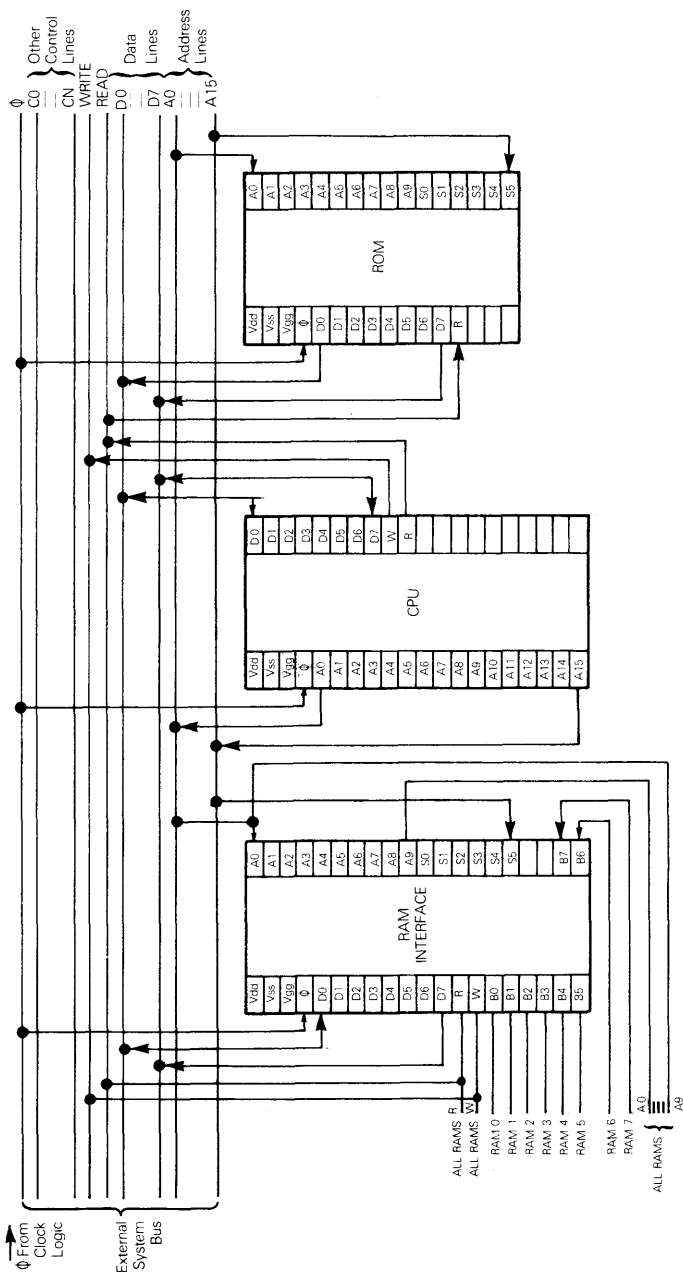 Φ From
Clock
Logic
External
System
Bus
Φ
C0
CN
Other
Control
Lines
WRITE
READ
D0
D7
Data
Lines
A0
A15
Address
Lines
RAM
INTERFACE
Vdd
Vss
Vgg
Φ
D0
D1
D2
D3
D4
D5
D6
D7
R
W
B0
B1
B2
B3
B4
35
A0
A1
A2
A3
A4
A5
A6
A7
A8
A9
S0
S1
S2
S3
S4
S5
B7
B6
ALL RAMS R
ALL RAMS W
RAM 0
RAM 1
RAM 2
RAM 3
RAM 4
RAM 5
RAM 6
RAM 7
ALL RAMS
A0
A9
CPU
Vdd
Vss
Vgg
Φ
A0
A1
A2
A3
A4
A5
A6
A7
A8
A9
A10
A11
A12
A13
A14
A15
D0
D1
D2
D3
D4
D5
D6
D7
W
R
ROM
Vdd
Vss
Vgg
Φ
D0
D1
D2
D3
D4
D5
D6
D7
R
A0
A1
A2
A3
A4
A5
A6
A7
A8
A9
S0
S1
S2
S3
S4
S5